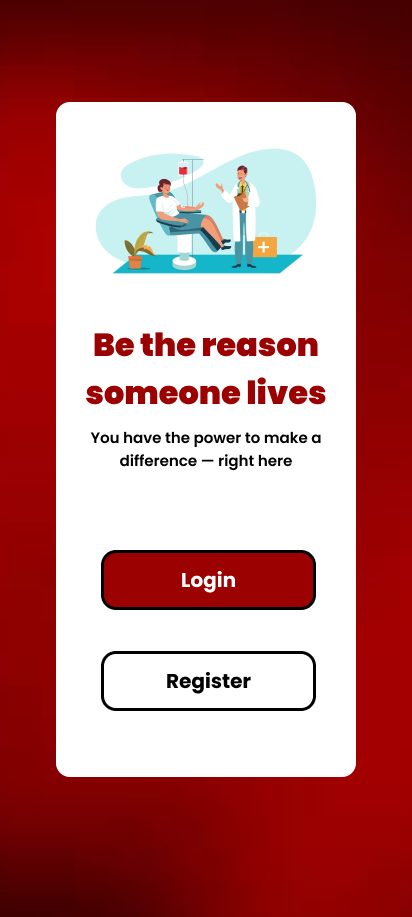 Be the reason
someone lives
You have the power to make a
difference — right here
Login
Register